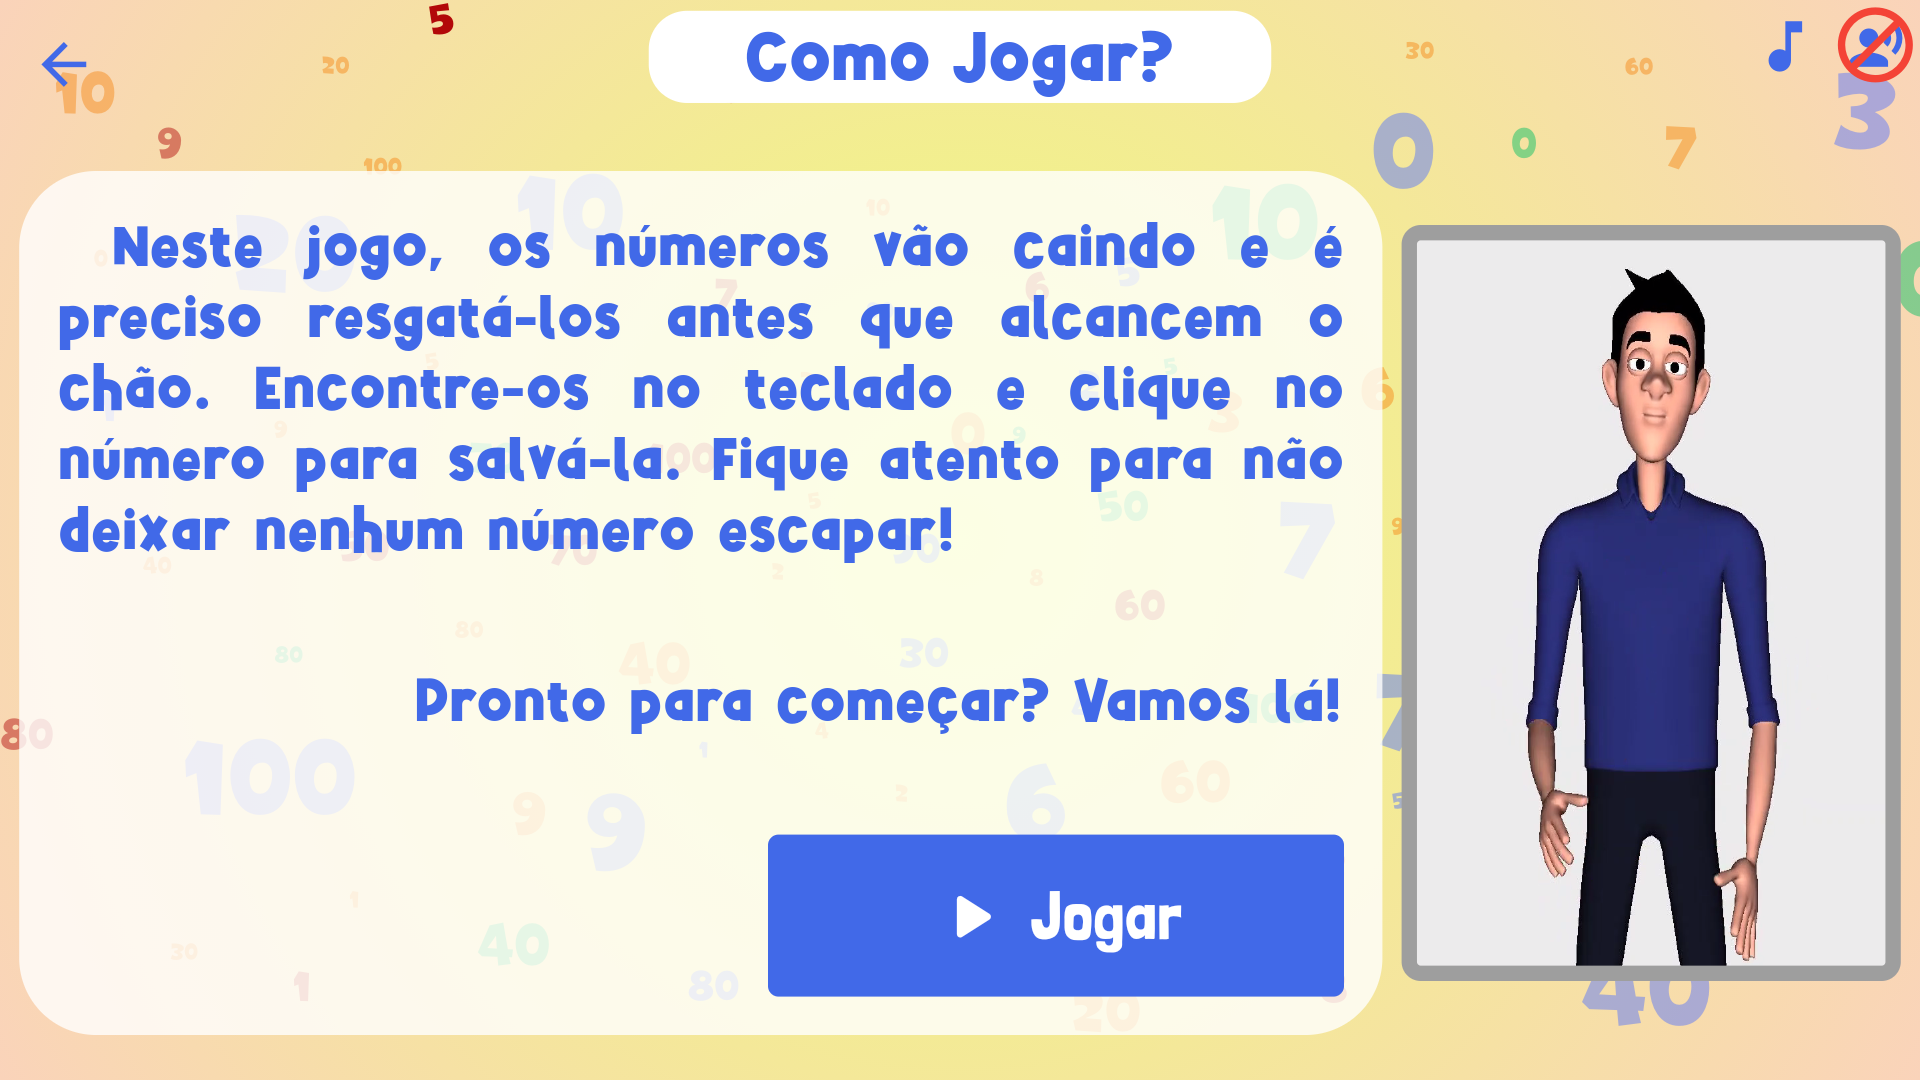 Como Jogar?
Neste jogo, os números vão caindo e é
preciso resgatá-los antes que alcancem o
chão. Encontre-os no teclado e clique no
número para salvá-la. Fique atento para não
deixar nenhum número escapar!
Pronto para começar? Vamos lá!
Jogar